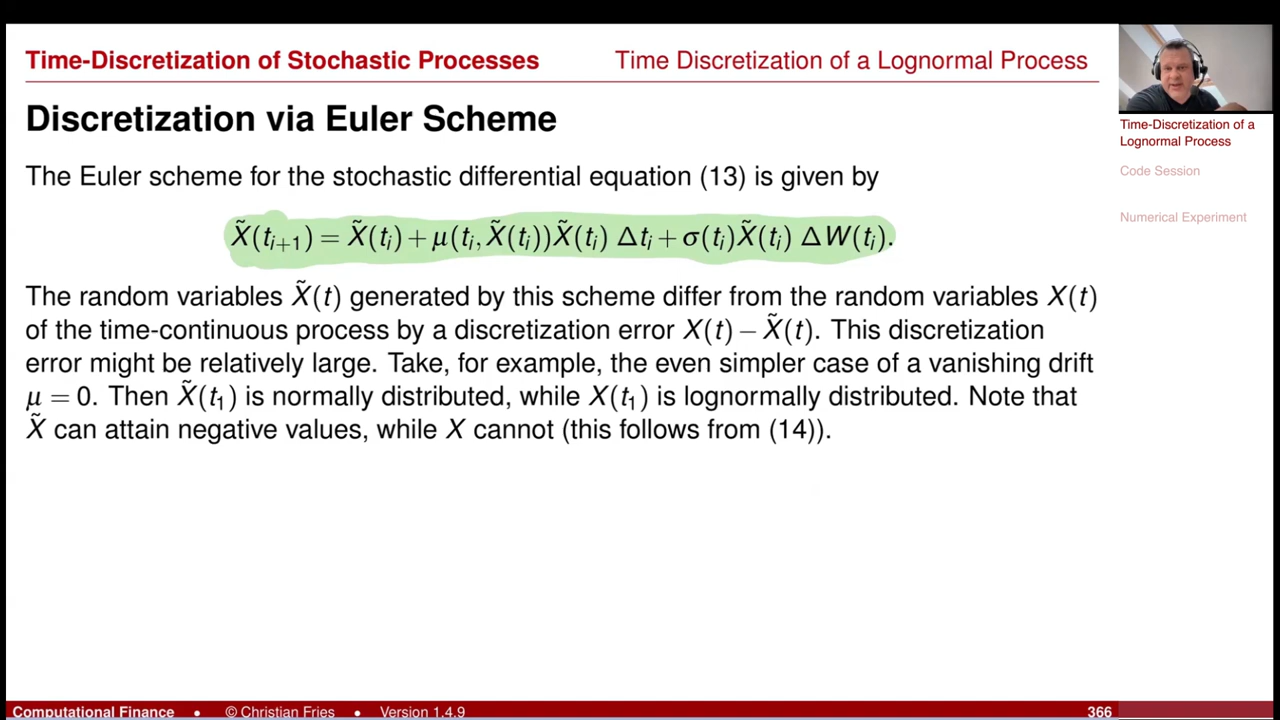 Time-Discretization of Stochastic Processes
Time Discretization of a Lognormal Process
Discretization via Euler Scheme
The Euler scheme for the stochastic differential equation (13) is given by
X̃(tᵢ₊₁) = X̃(tᵢ) + μ(tᵢ, X̃(tᵢ))X̃(tᵢ) Δtᵢ + σ(tᵢ)X̃(tᵢ) ΔW(tᵢ).
The random variables X̃(t) generated by this scheme differ from the random variables X(t)
of the time-continuous process by a discretization error X(t) − X̃(t). This discretization
error might be relatively large. Take, for example, the even simpler case of a vanishing drift
μ = 0. Then X̃(t₁) is normally distributed, while X(t₁) is lognormally distributed. Note that
X̃ can attain negative values, while X cannot (this follows from (14)).
Time-Discretization of a
Lognormal Process
Code Session
Numerical Experiment
Computational Finance • © Christian Fries • Version 1.4.9
366